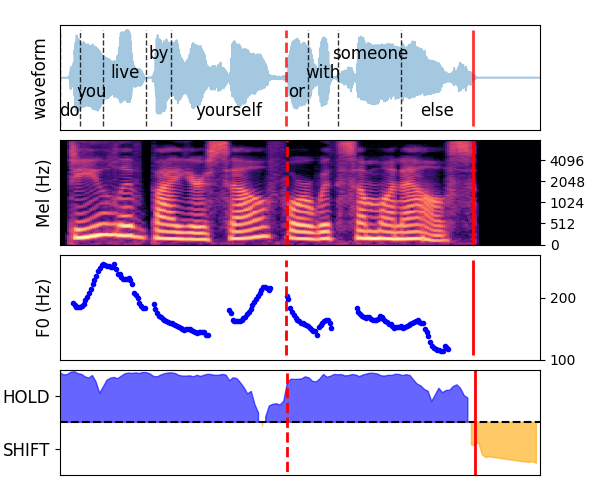 waveform
do
you
live
by
yourself
or
with
someone
else
Mel (Hz)
4096
2048
1024
512
0
F0 (Hz)
200
100
HOLD
SHIFT